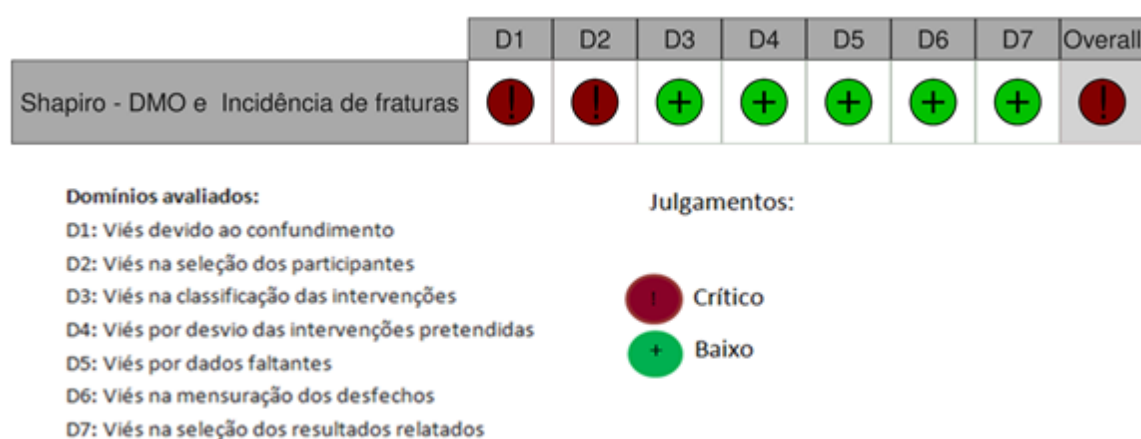 D1 D2 D3 D4 D5 D6 D7 Overall
Shapiro - DMO e Incidência de fraturas ! ! + + + + + !
Domínios avaliados:
D1: Viés devido ao confundimento
D2: Viés na seleção dos participantes
D3: Viés na classificação das intervenções
D4: Viés por desvio das intervenções pretendidas
D5: Viés por dados faltantes
D6: Viés na mensuração dos desfechos
D7: Viés na seleção dos resultados relatados
Julgamentos:
! Crítico
+ Baixo